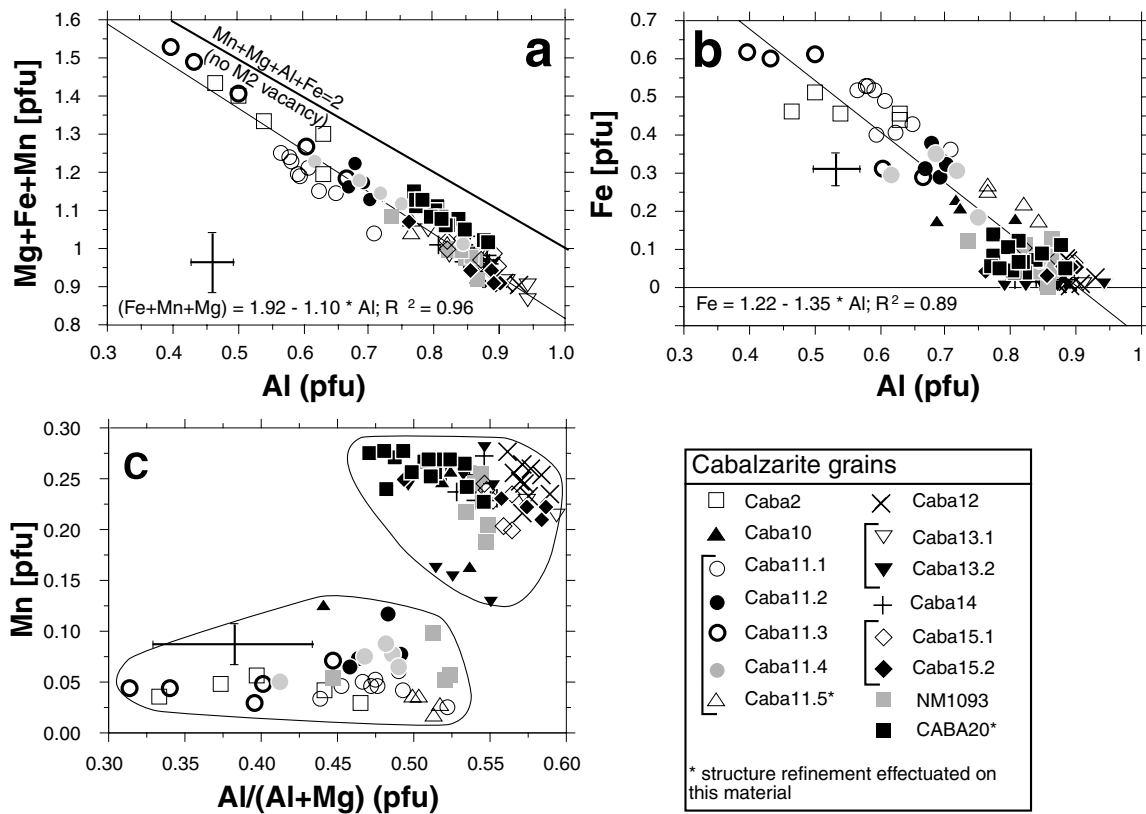 1.6
1.5
1.4
1.3
1.2
1.1
1
0.9
0.8
Mg+Fe+Mn [pfu]
a
Mn+Mg+Al+Fe=2
(no M2 vacancy)
(Fe+Mn+Mg) = 1.92 - 1.10 * Al; R 2 = 0.96
0.3 0.4 0.5 0.6 0.7 0.8 0.9 1.0
Al (pfu)
0.7
0.6
0.5
0.4
0.3
0.2
0.1
0
Fe [pfu]
b
Fe = 1.22 - 1.35 * Al; R2 = 0.89
0.3 0.4 0.5 0.6 0.7 0.8 0.9 1
Al (pfu)
0.30
0.25
0.20
0.15
0.10
0.05
0.00
Mn [pfu]
c
0.30 0.35 0.40 0.45 0.50 0.55 0.60
Al/(Al+Mg) (pfu)
Cabalzarite grains
Caba2
Caba10
Caba11.1
Caba11.2
Caba11.3
Caba11.4
Caba11.5*
Caba12
Caba13.1
Caba13.2
Caba14
Caba15.1
Caba15.2
NM1093
CABA20*
* structure refinement effectuated on
this material